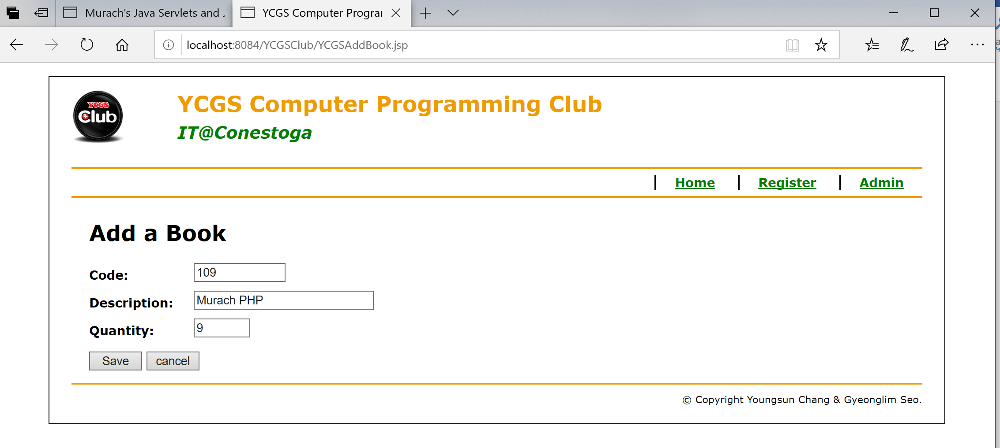 Murach's Java Servlets and
YCGS Computer Progra
localhost:8084/YCGSClub/YCGSAddBook.jsp
YCGS
Club
YCGS Computer Programming Club
IT@Conestoga
Home
Register
Admin
Add a Book
Code:
109
Description:
Murach PHP
Quantity:
9
Save
cancel
© Copyright Youngsun Chang & Gyeonglim Seo.